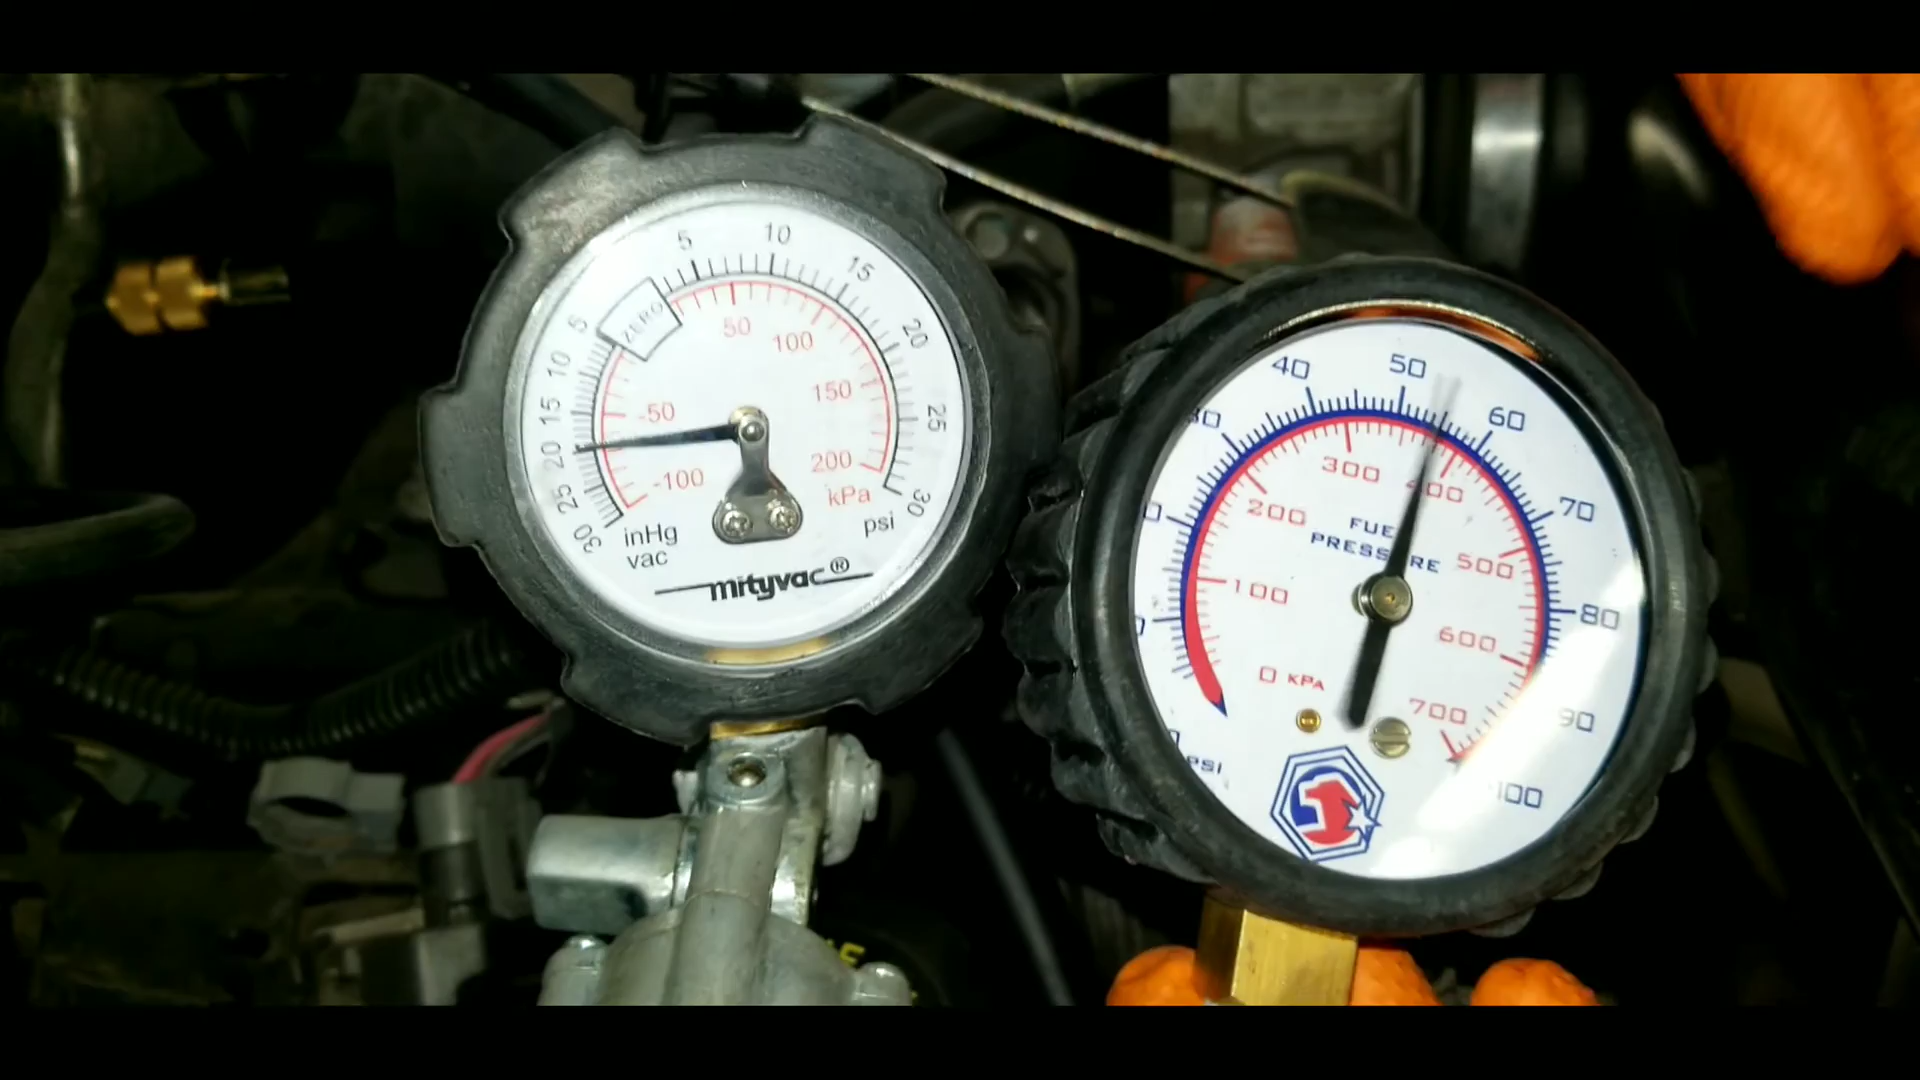 5 10 15 20 25 30
5 10 15 20 25 30
ZERO
50 100 150 200
-50
-100
kPa
psi
inHg
vac
mityvac®
40 50 60 70 80 90 100
200 300 400 500 600 700
100
FUE
PRESS RE
0 KPA
PSI